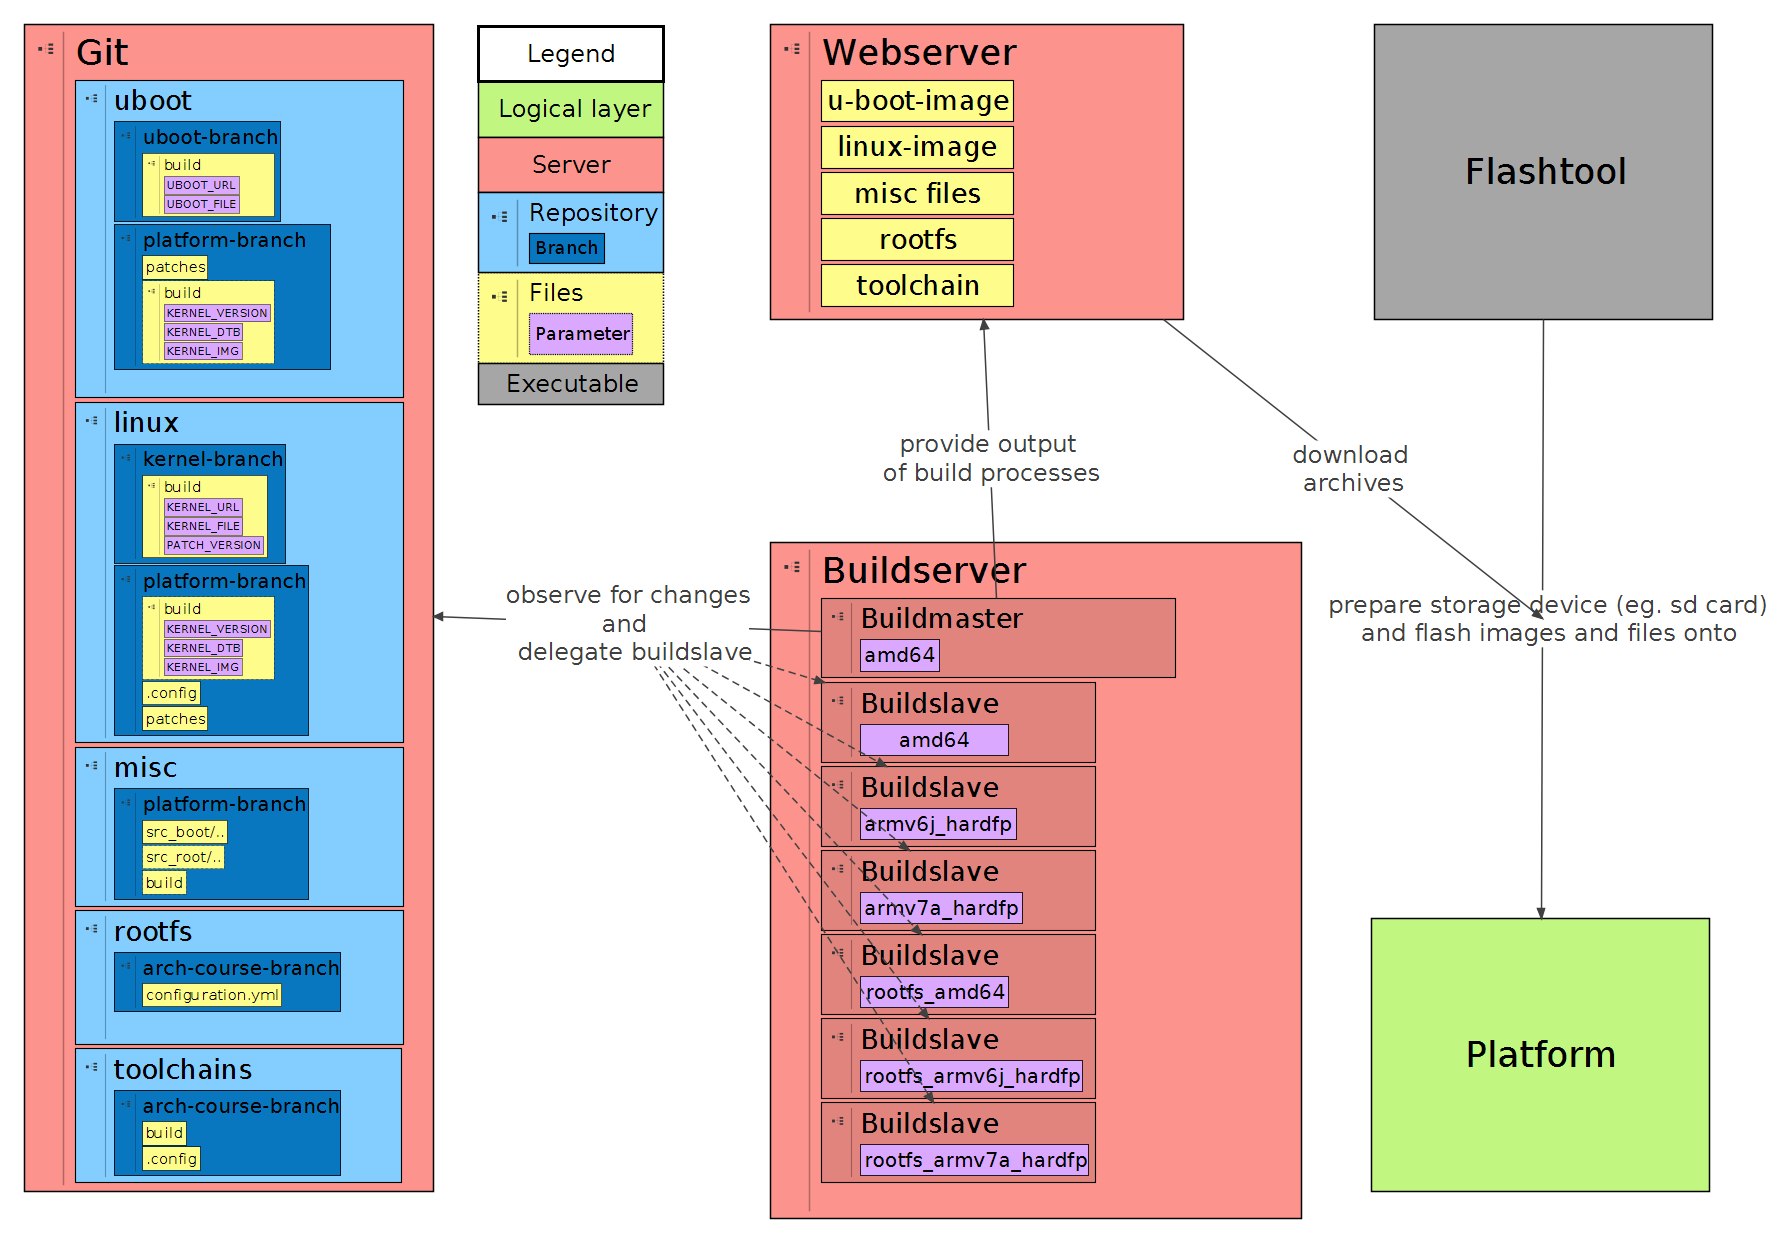 Git
uboot
uboot-branch
build
UBOOT_URL
UBOOT_FILE
platform-branch
patches
build
KERNEL_VERSION
KERNEL_DTB
KERNEL_IMG
linux
kernel-branch
build
KERNEL_URL
KERNEL_FILE
PATCH_VERSION
platform-branch
build
KERNEL_VERSION
KERNEL_DTB
KERNEL_IMG
.config
patches
misc
platform-branch
src_boot/..
src_root/..
build
rootfs
arch-course-branch
configuration.yml
toolchains
arch-course-branch
build
.config
Legend
Logical layer
Server
Repository
Branch
Files
Parameter
Executable
observe for changes
and
delegate buildslave
Webserver
u-boot-image
linux-image
misc files
rootfs
toolchain
provide output
of build processes
Buildserver
Buildmaster
amd64
Buildslave
amd64
Buildslave
armv6j_hardfp
Buildslave
armv7a_hardfp
Buildslave
rootfs_amd64
Buildslave
rootfs_armv6j_hardfp
Buildslave
rootfs_armv7a_hardfp
Flashtool
download
archives
prepare storage device (eg. sd card)
and flash images and files onto
Platform